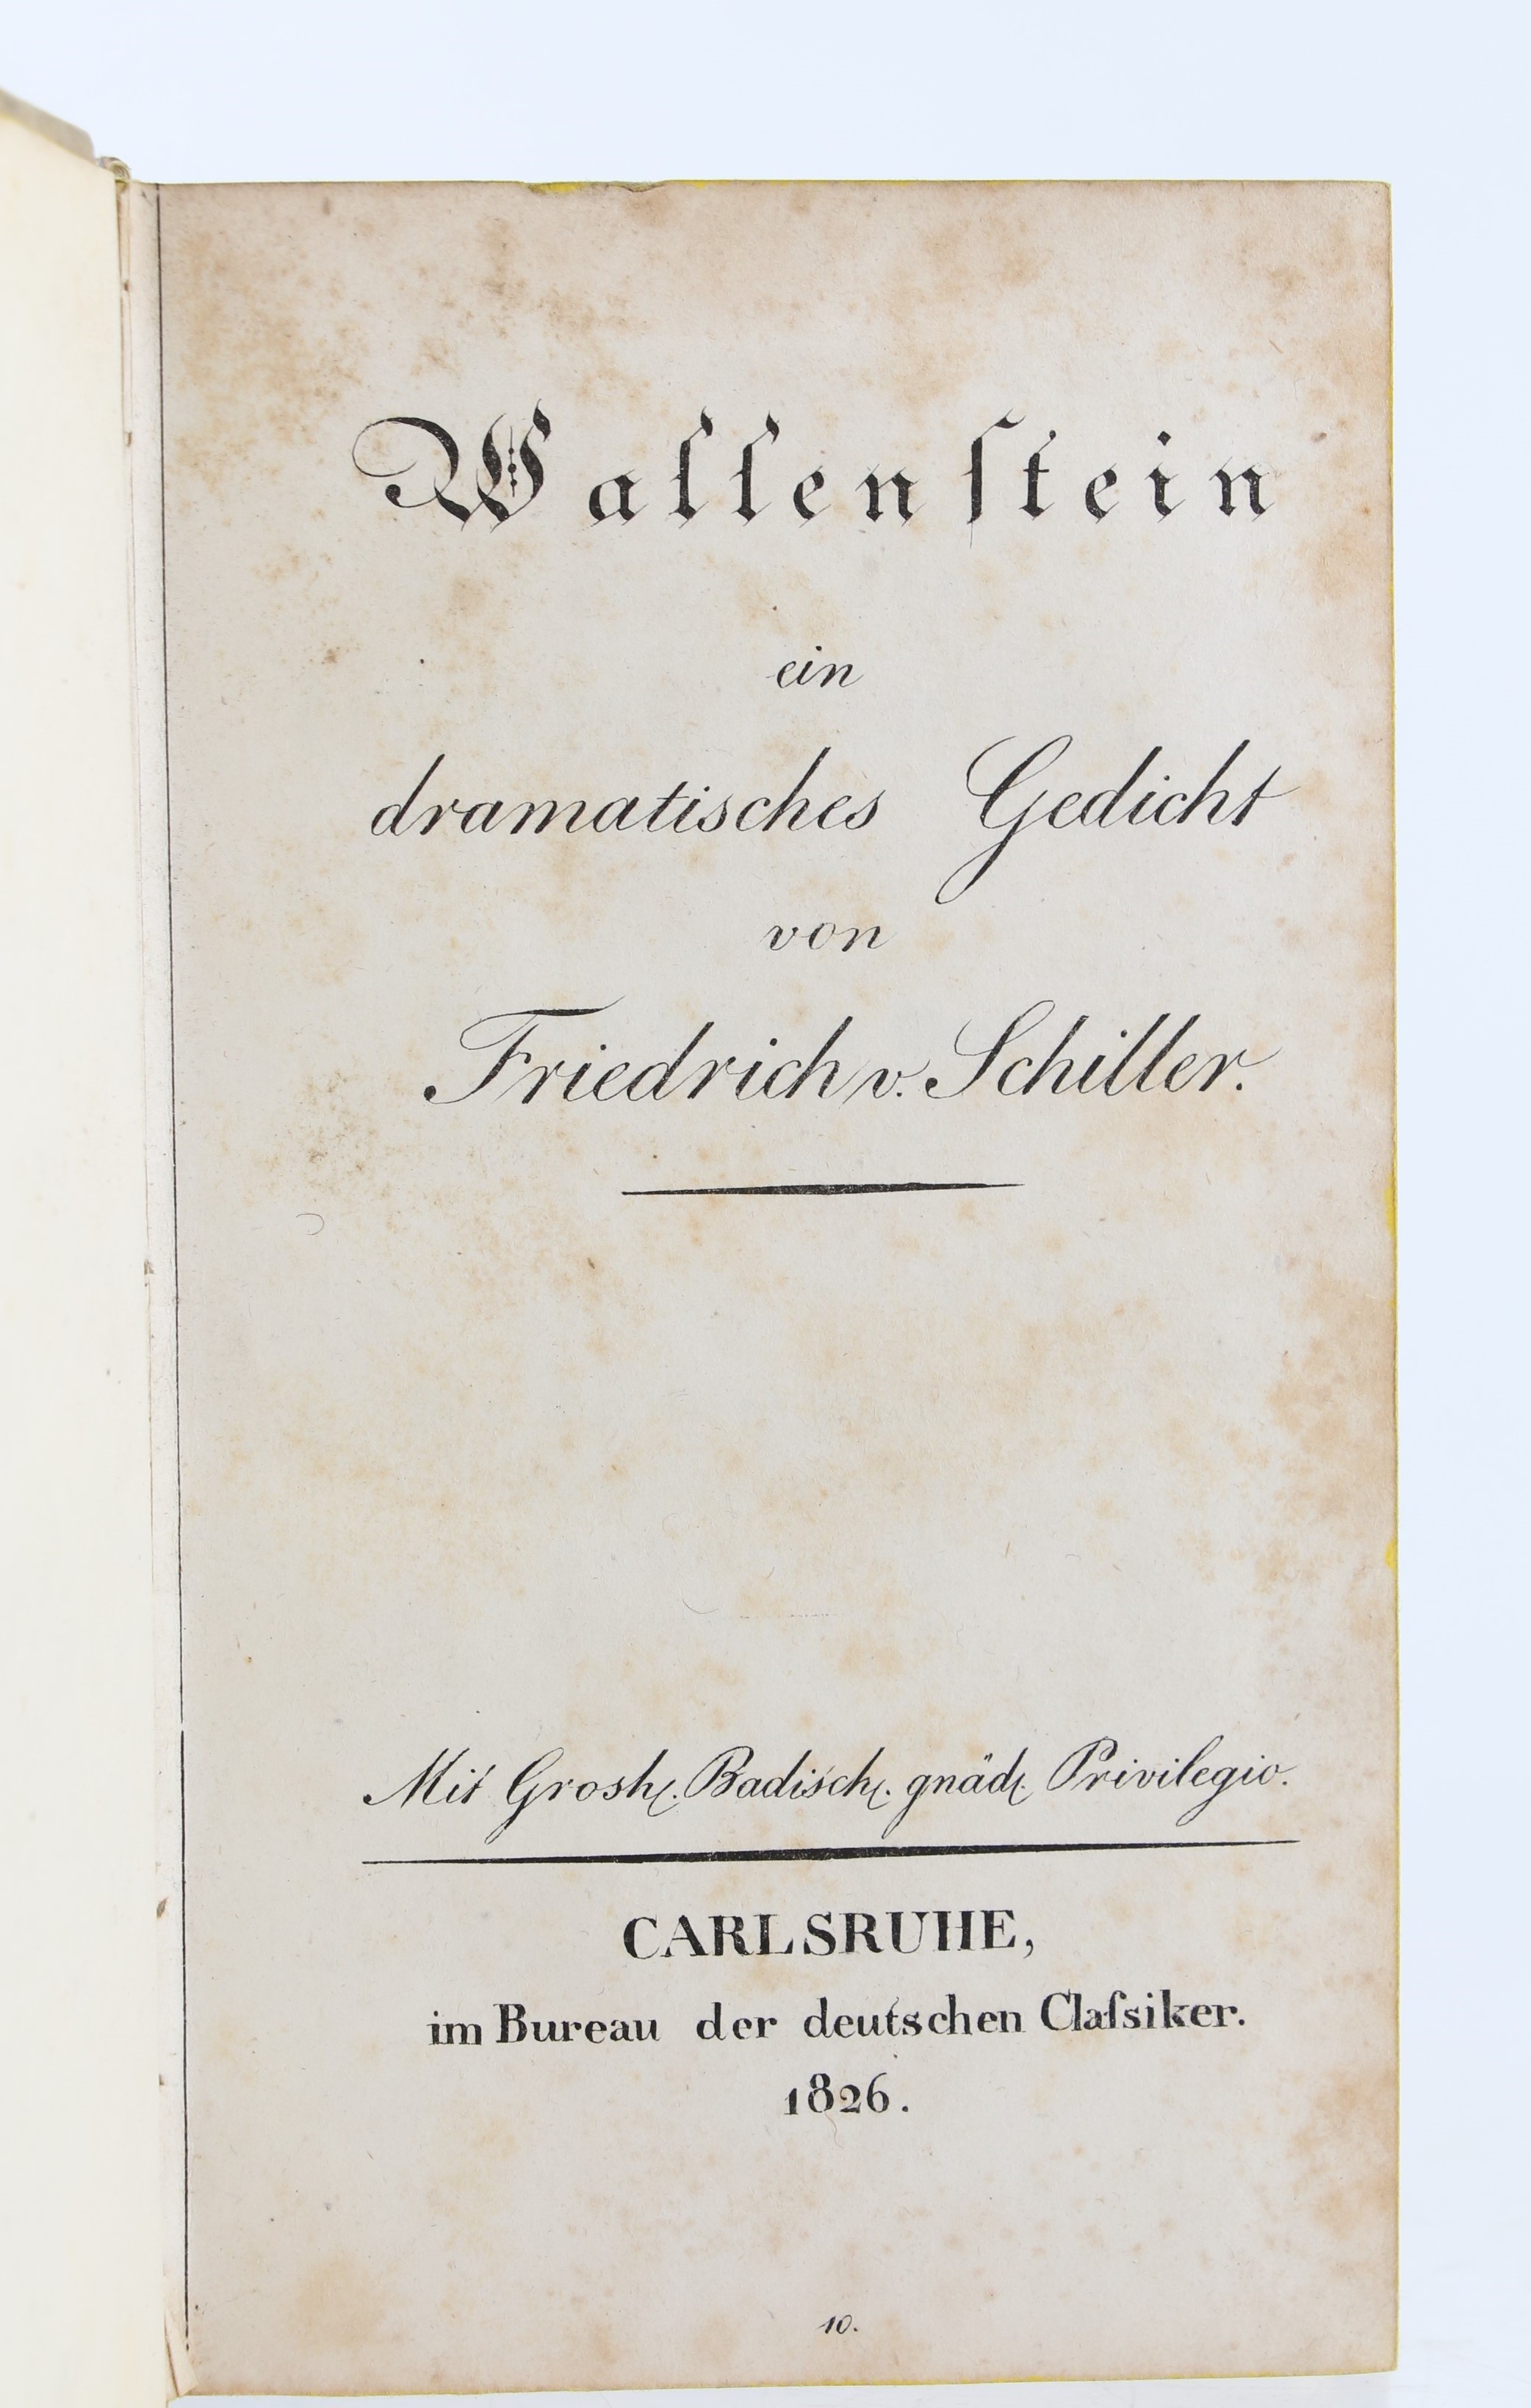 Wallenſtein
ein
dramatisches Gedicht
von
Friedrich v. Schiller.
Mit Grosh. Badisch. gnäd. Privilegio.
CARLSRUHE,
im Bureau der deutschen Claſsiker.
1826.
10.